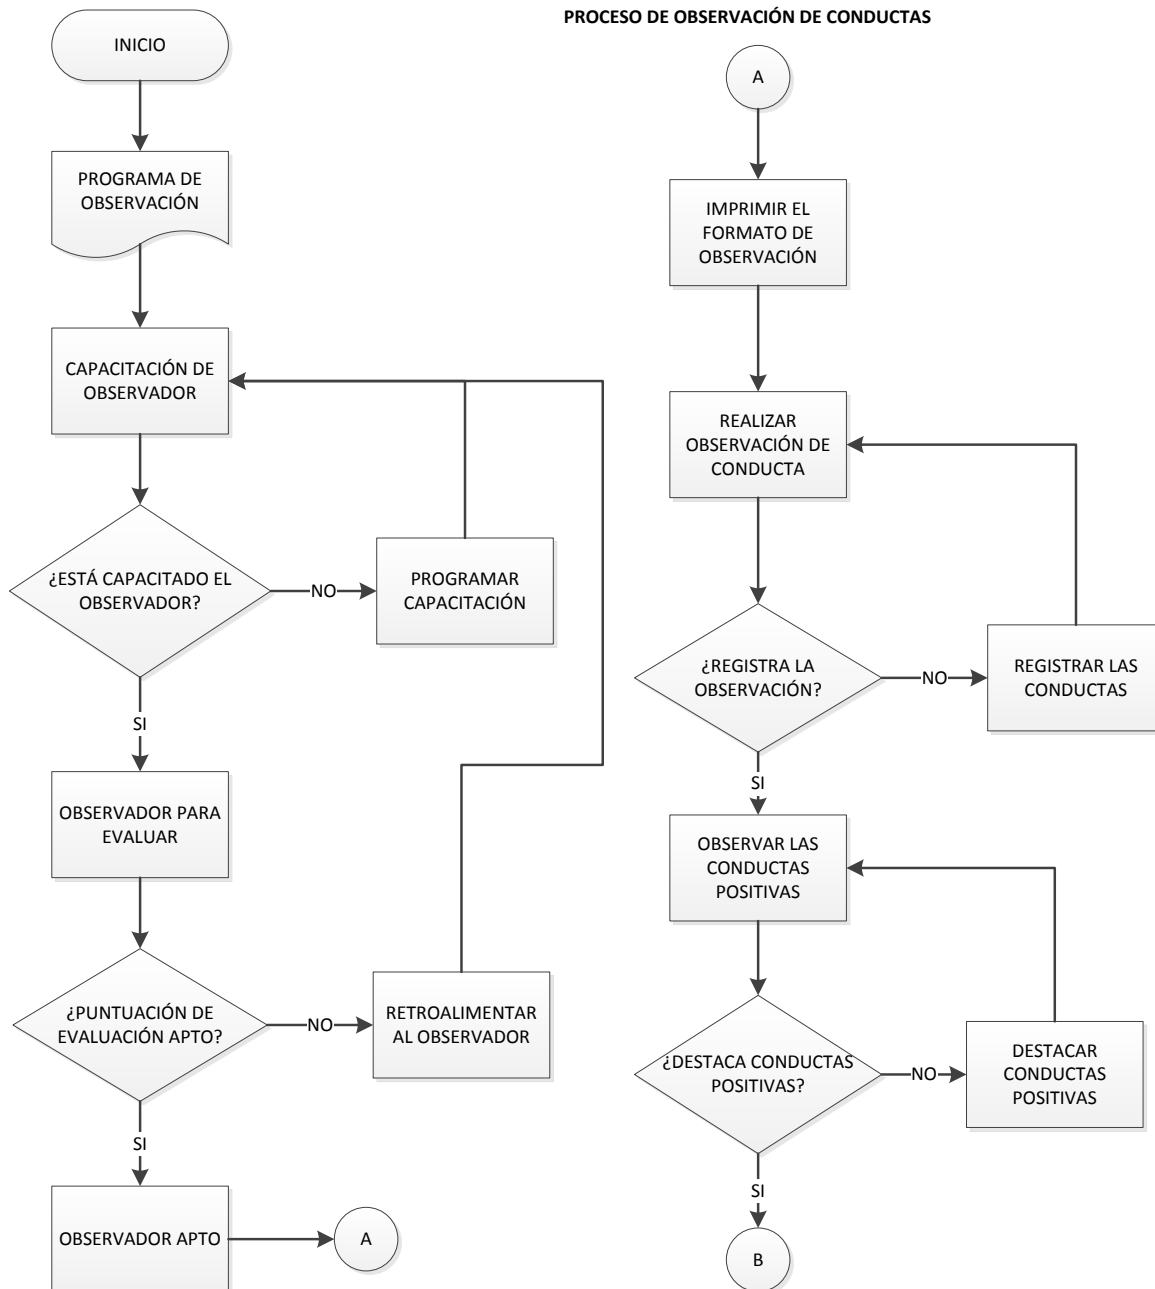 PROCESO DE OBSERVACIÓN DE CONDUCTAS
INICIO
PROGRAMA DE
OBSERVACIÓN
CAPACITACIÓN DE
OBSERVADOR
¿ESTÁ CAPACITADO EL
OBSERVADOR?
NO
PROGRAMAR
CAPACITACIÓN
SI
OBSERVADOR PARA
EVALUAR
¿PUNTUACIÓN DE
EVALUACIÓN APTO?
NO
RETROALIMENTAR
AL OBSERVADOR
SI
OBSERVADOR APTO
A
A
IMPRIMIR EL
FORMATO DE
OBSERVACIÓN
REALIZAR
OBSERVACIÓN DE
CONDUCTA
¿REGISTRA LA
OBSERVACIÓN?
NO
REGISTRAR LAS
CONDUCTAS
SI
OBSERVAR LAS
CONDUCTAS
POSITIVAS
¿DESTACA CONDUCTAS
POSITIVAS?
NO
DESTACAR
CONDUCTAS
POSITIVAS
SI
B